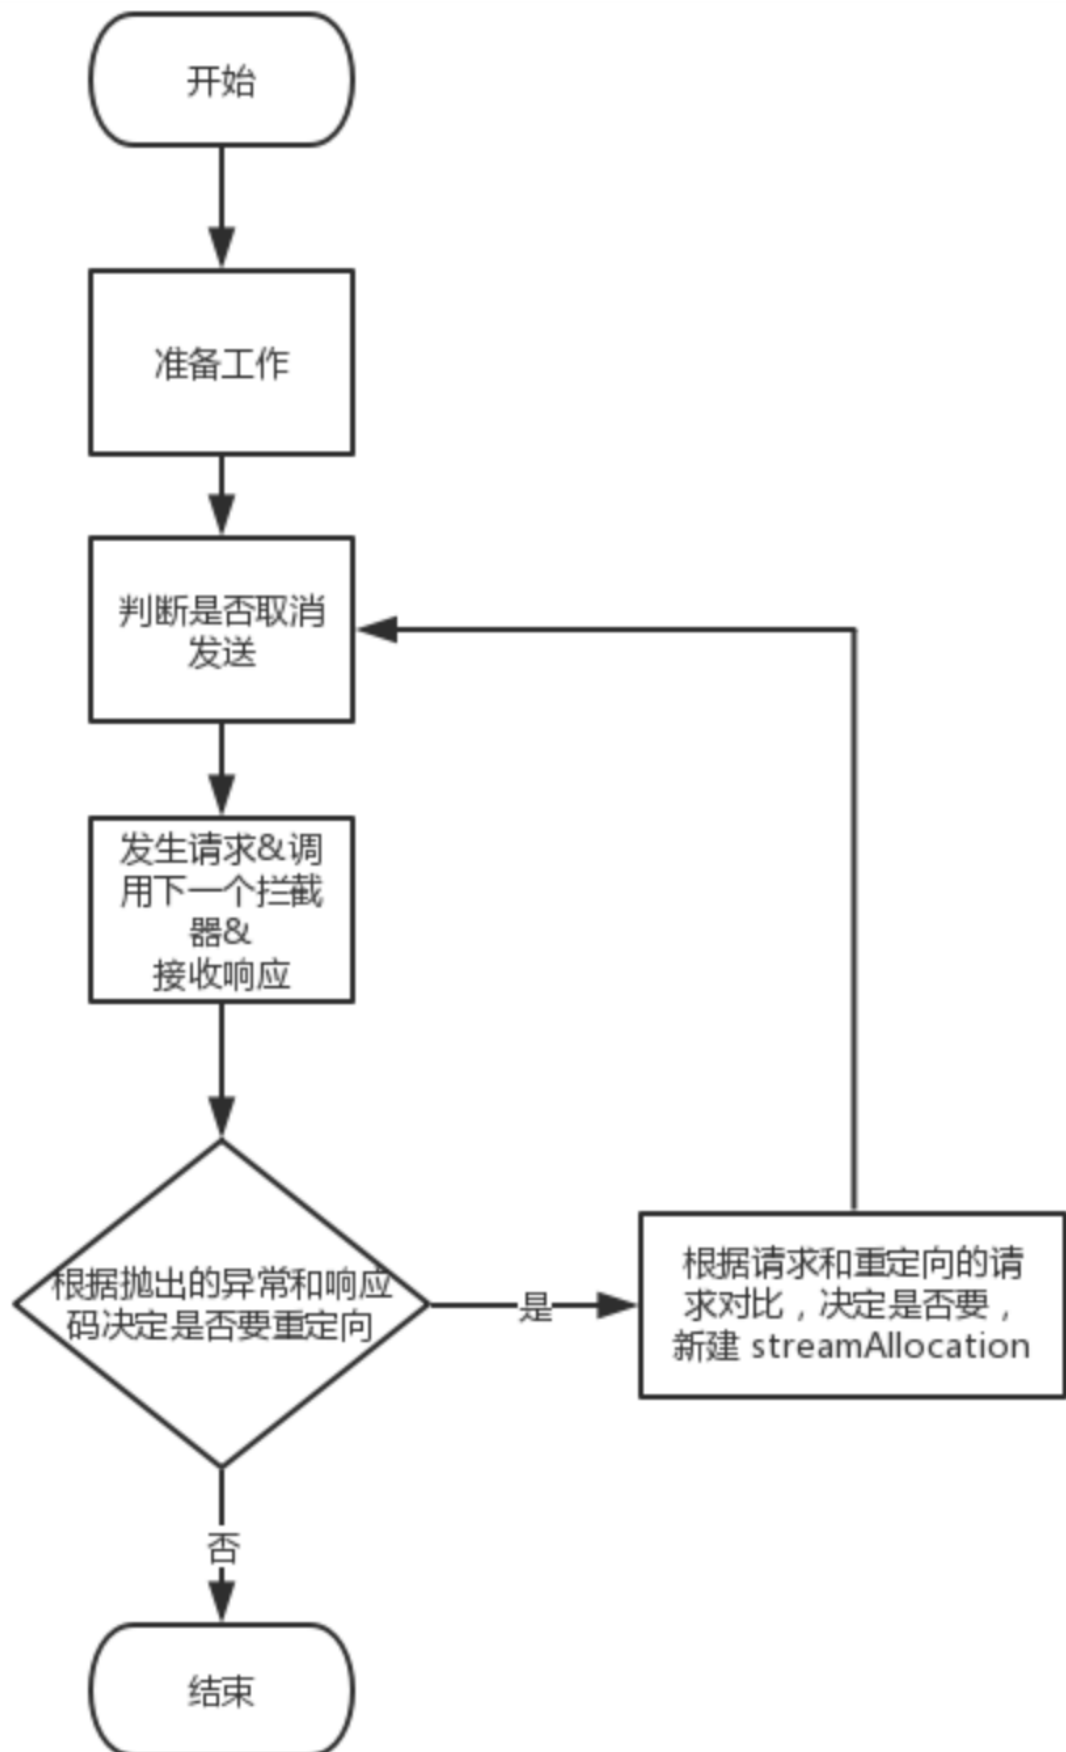 开始
准备工作
判断是否取消
发送
发生请求&调
用下一个拦截
器&
接收响应
根据抛出的异常和响应
码决定是否要重定向
是
根据请求和重定向的请
求对比，决定是否要，
新建 streamAllocation
否
结束